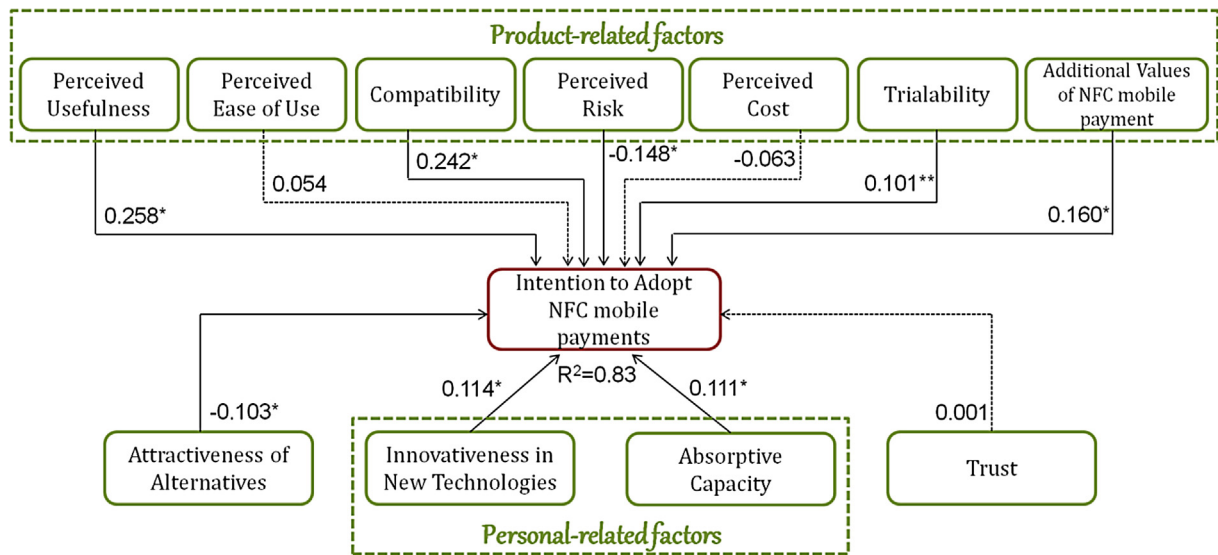 Product-related factors
Perceived
Usefulness
Perceived
Ease of Use
Compatibility
Perceived
Risk
Perceived
Cost
Trialability
Additional Values
of NFC mobile
payment
0.258*
0.054
0.242*
-0.148*
-0.063
0.101**
0.160*
Intention to Adopt
NFC mobile
payments
R²=0.83
-0.103*
0.114*
0.111*
0.001
Attractiveness of
Alternatives
Innovativeness in
New Technologies
Absorptive
Capacity
Trust
Personal-related factors